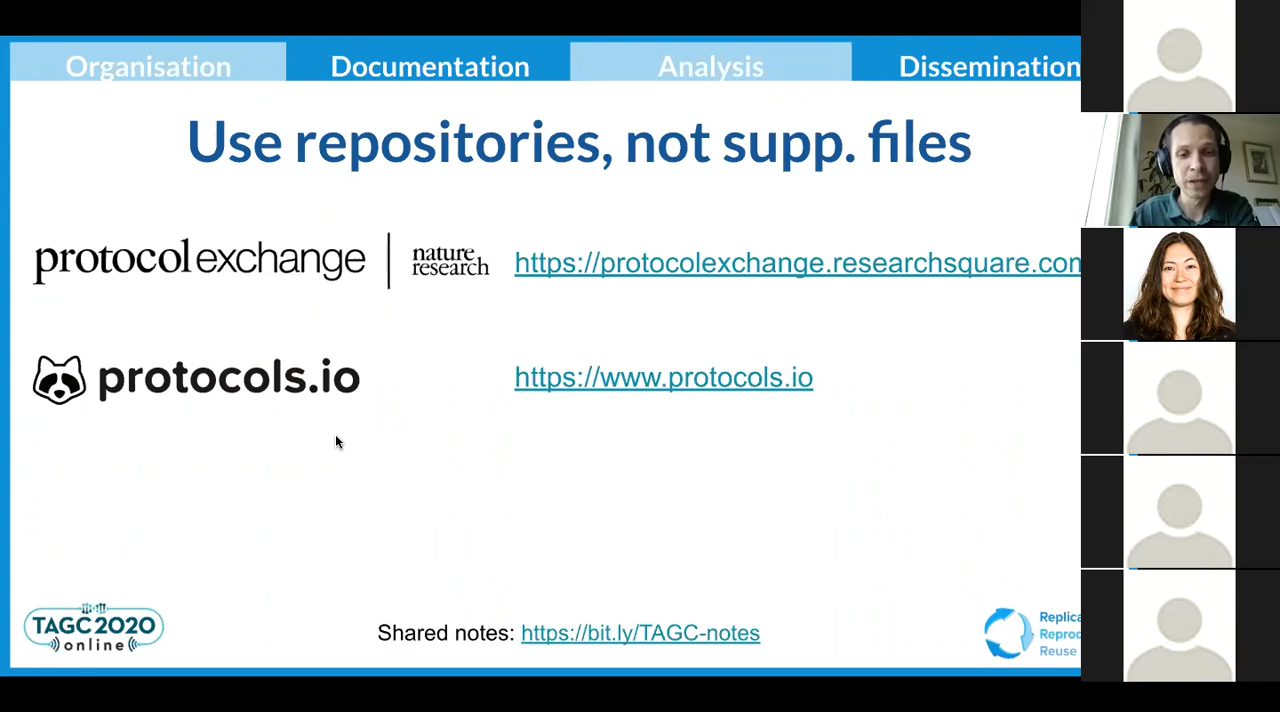 Organisation Documentation Analysis Dissemination
Use repositories, not supp. files
protocolexchange | nature research https://protocolexchange.researchsquare.com
protocols.io https://www.protocols.io
TAGC 2020 online
Shared notes: https://bit.ly/TAGC-notes
Replica
Reprod
Reuse